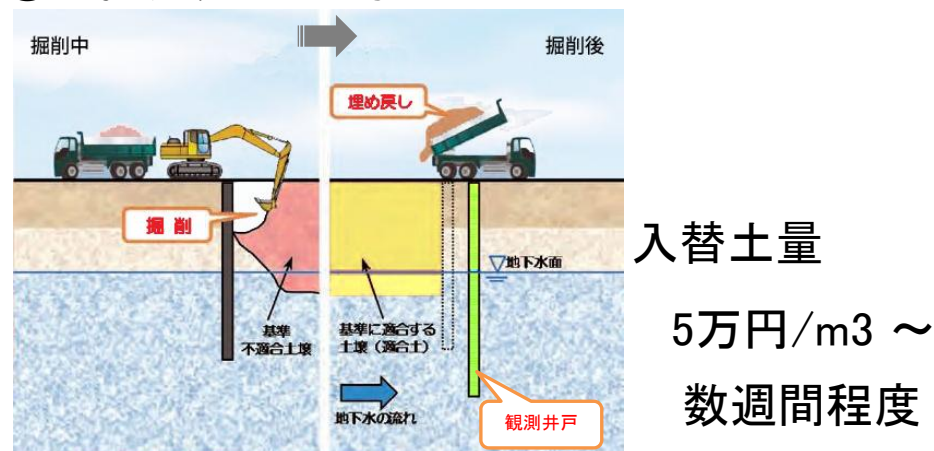 掘削中
掘削後
埋め戻し
掘削
地下水面
基準
不適合土壌
基準に適合する
土壌（適合土）
地下水の流れ
観測井戸
入替土量
5万円/m3 ～
数週間程度